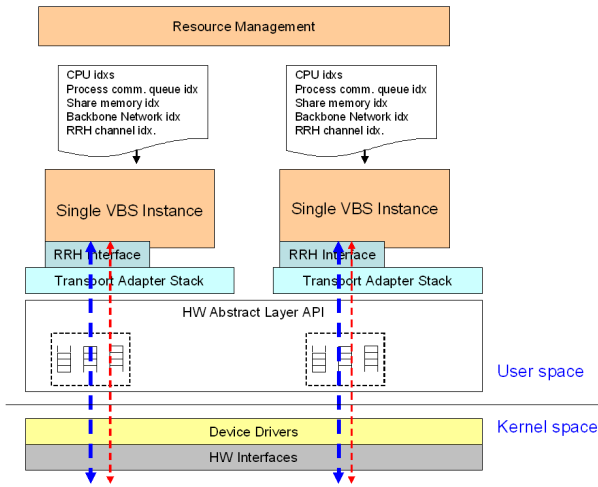 Resource Management
CPU idxs
Process comm. queue idx
Share memory idx
Backbone Network idx
RRH channel idx.
CPU idxs
Process comm. queue idx
Share memory idx
Backbone Network idx
RRH channel idx.
Single VBS Instance
Single VBS Instance
RRH Interface
RRH Interface
Transport Adapter Stack
Transport Adapter Stack
HW Abstract Layer API
User space
Kernel space
Device Drivers
HW Interfaces